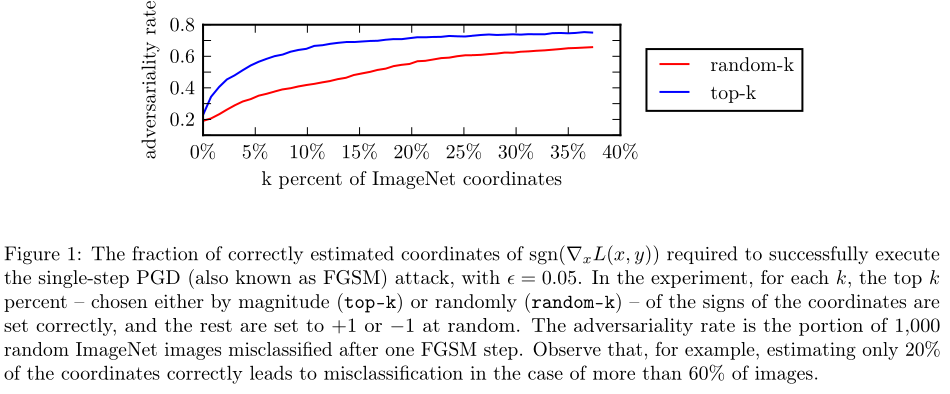 adversariality rate
0.8
0.6
0.4
0.2
0% 5% 10% 15% 20% 25% 30% 35% 40%
k percent of ImageNet coordinates
random-k
top-k
Figure 1: The fraction of correctly estimated coordinates of sgn(∇ₓL(x, y)) required to successfully execute
the single-step PGD (also known as FGSM) attack, with ϵ = 0.05. In the experiment, for each k, the top k
percent – chosen either by magnitude (top-k) or randomly (random-k) – of the signs of the coordinates are
set correctly, and the rest are set to +1 or −1 at random. The adversariality rate is the portion of 1,000
random ImageNet images misclassified after one FGSM step. Observe that, for example, estimating only 20%
of the coordinates correctly leads to misclassification in the case of more than 60% of images.